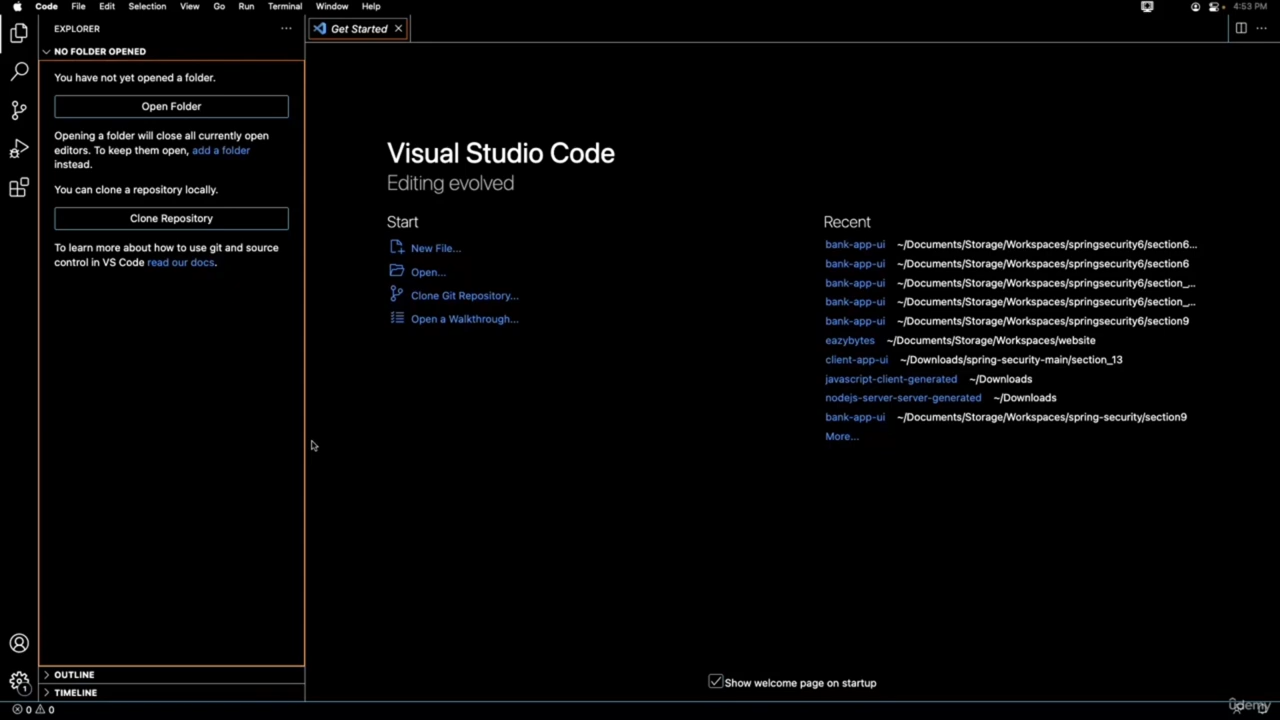 Code File Edit Selection View Go Run Terminal Window Help 4:53 PM
EXPLORER
Get Started
NO FOLDER OPENED
You have not yet opened a folder.
Open Folder
Opening a folder will close all currently open
editors. To keep them open, add a folder
instead.
You can clone a repository locally.
Clone Repository
To learn more about how to use git and source
control in VS Code read our docs.
OUTLINE
TIMELINE
Visual Studio Code
Editing evolved
Start
New File...
Open...
Clone Git Repository...
Open a Walkthrough...
Recent
bank-app-ui ~/Documents/Storage/Workspaces/springsecurity6/section6...
bank-app-ui ~/Documents/Storage/Workspaces/springsecurity6/section6
bank-app-ui ~/Documents/Storage/Workspaces/springsecurity6/section_...
bank-app-ui ~/Documents/Storage/Workspaces/springsecurity6/section_...
bank-app-ui ~/Documents/Storage/Workspaces/springsecurity6/section9
eazybytes ~/Documents/Storage/Workspaces/website
client-app-ui ~/Downloads/spring-security-main/section_13
javascript-client-generated ~/Downloads
nodejs-server-server-generated ~/Downloads
bank-app-ui ~/Documents/Storage/Workspaces/spring-security/section9
More...
Show welcome page on startup
1
0 0
Udemy